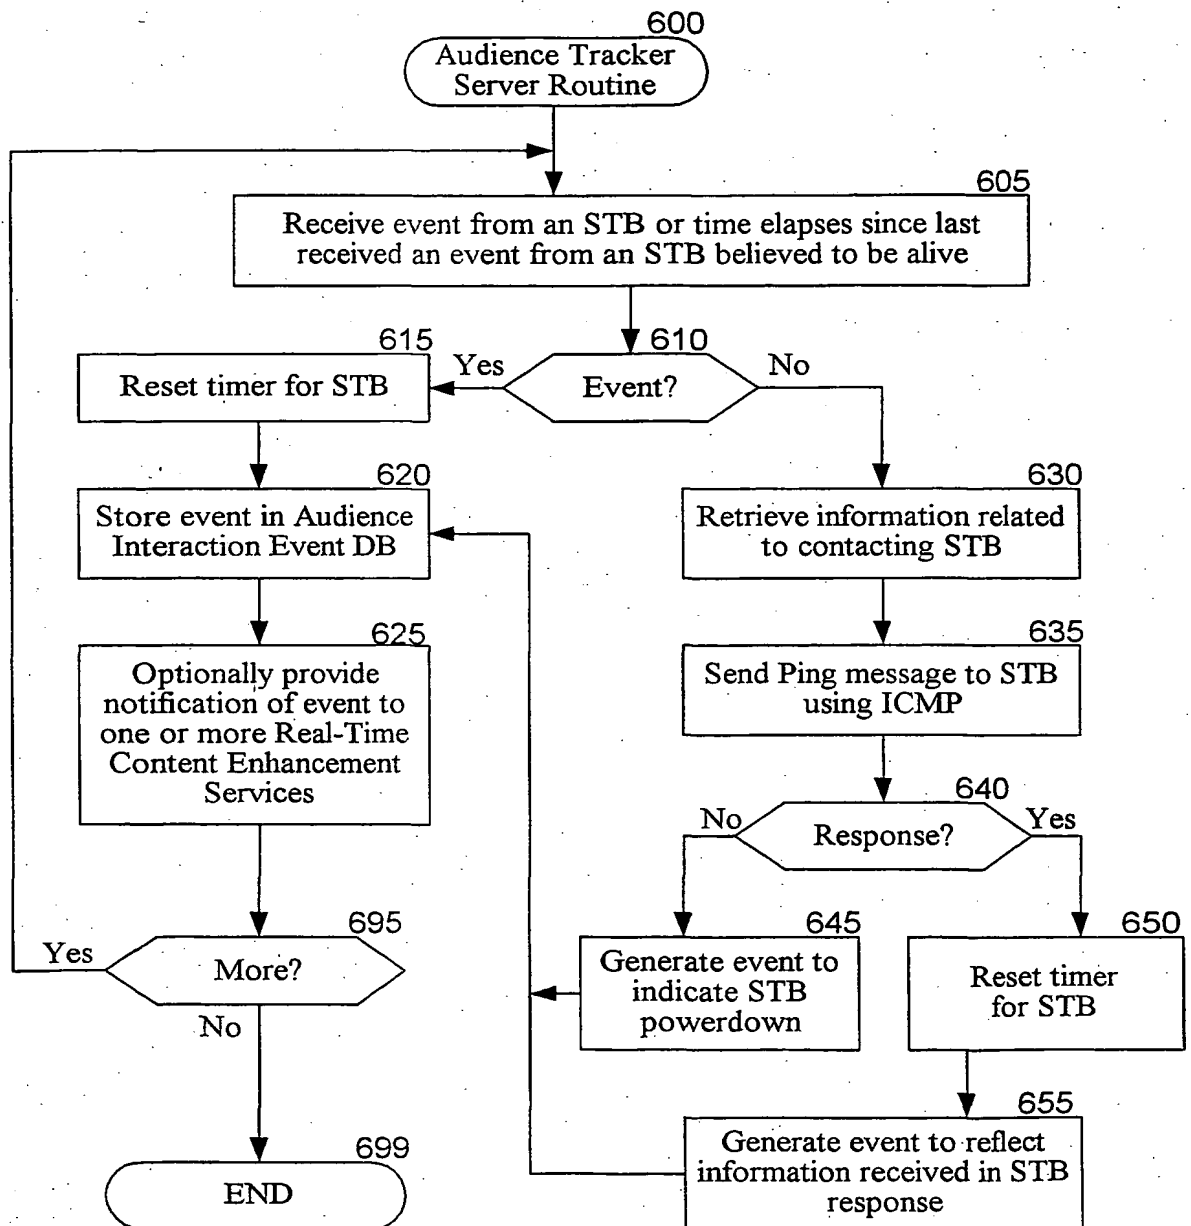 600
Audience Tracker
Server Routine
605
Receive event from an STB or time elapses since last
received an event from an STB believed to be alive
610
Event?
Yes
No
615
Reset timer for STB
620
Store event in Audience
Interaction Event DB
625
Optionally provide
notification of event to
one or more Real-Time
Content Enhancement
Services
630
Retrieve information related
to contacting STB
635
Send Ping message to STB
using ICMP
640
Response?
No
Yes
645
Generate event to
indicate STB
powerdown
650
Reset timer
for STB
655
Generate event to reflect
information received in STB
response
695
More?
Yes
No
699
END